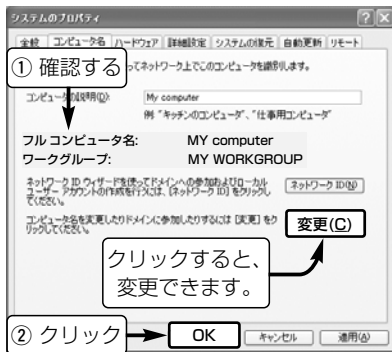 システムのプロパティ
全般 コンピュータ名 ハードウェア 詳細設定 システムの復元 自動更新 リモート
① 確認する
ってネットワーク上でこのコンピュータを識別します。
コンピュータの説明(D): My computer
例 "キッチンのコンピュータ"、"仕事用コンピュータ"
フル コンピュータ名: MY computer
ワークグループ: MY WORKGROUP
ネットワーク ID ウィザードを使ってドメインへの参加およびローカル
ユーザー アカウントの作成を行うには、[ネットワーク ID] をクリックし
てください。
ネットワーク ID(N)
コンピュータ名を変更したりドメインに参加したりするには [変更] をク
リックしてください。
変更(C)
クリックすると、
変更できます。
② クリック
OK キャンセル 適用(A)